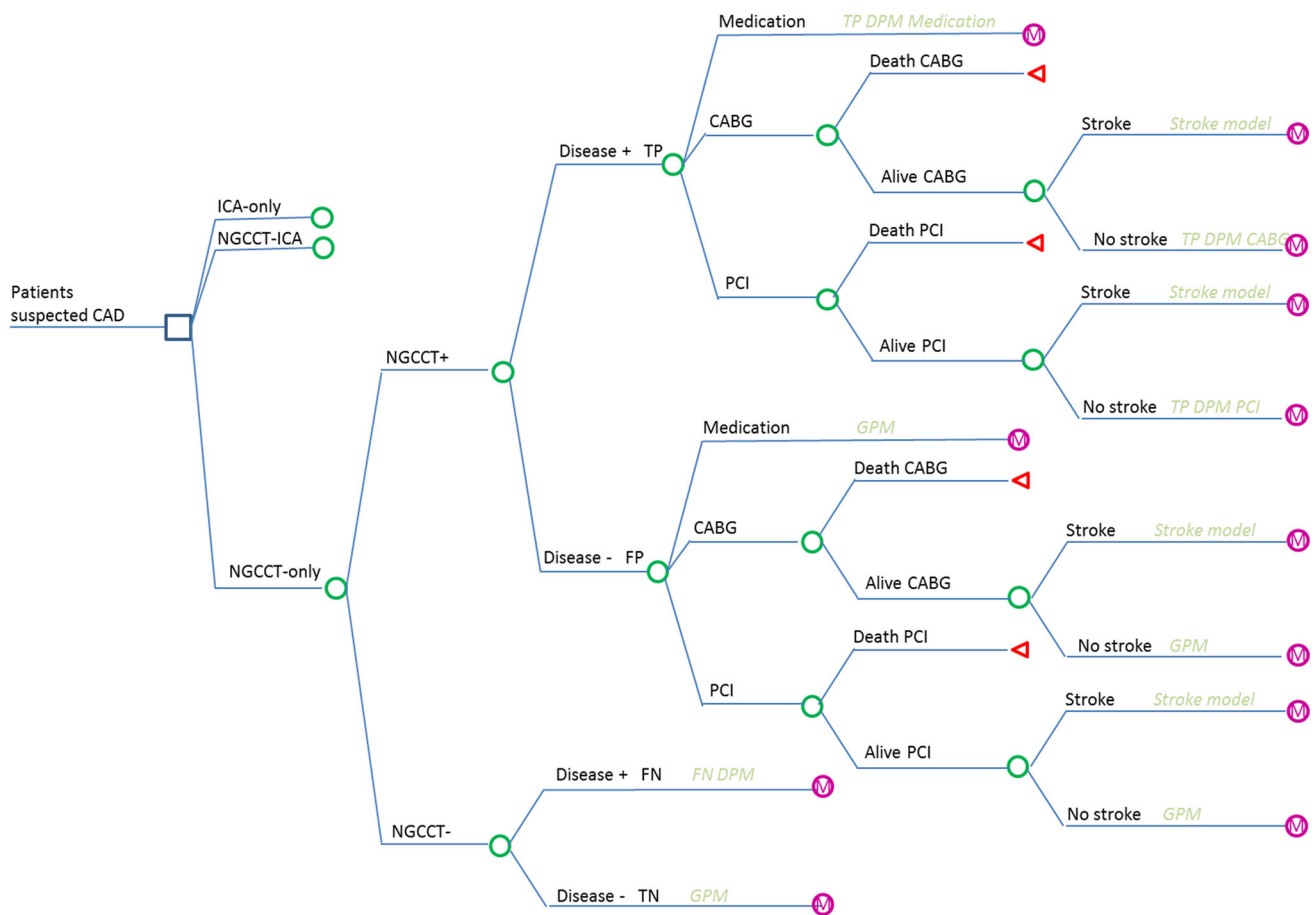 Medication TP DPM Medication M
Death CABG
CABG
Stroke Stroke model M
Disease + TP
Alive CABG
ICA-only
NGCCT-ICA
Death PCI
No stroke TP DPM CABG M
Patients
suspected CAD
PCI
Stroke Stroke model M
NGCCT+
Alive PCI
No stroke TP DPM PCI M
Medication GPM M
Death CABG
CABG
Stroke Stroke model M
Disease - FP
NGCCT-only
Alive CABG
Death PCI
No stroke GPM M
PCI
Stroke Stroke model M
Alive PCI
Disease + FN FN DPM M
No stroke GPM M
NGCCT-
Disease - TN GPM M